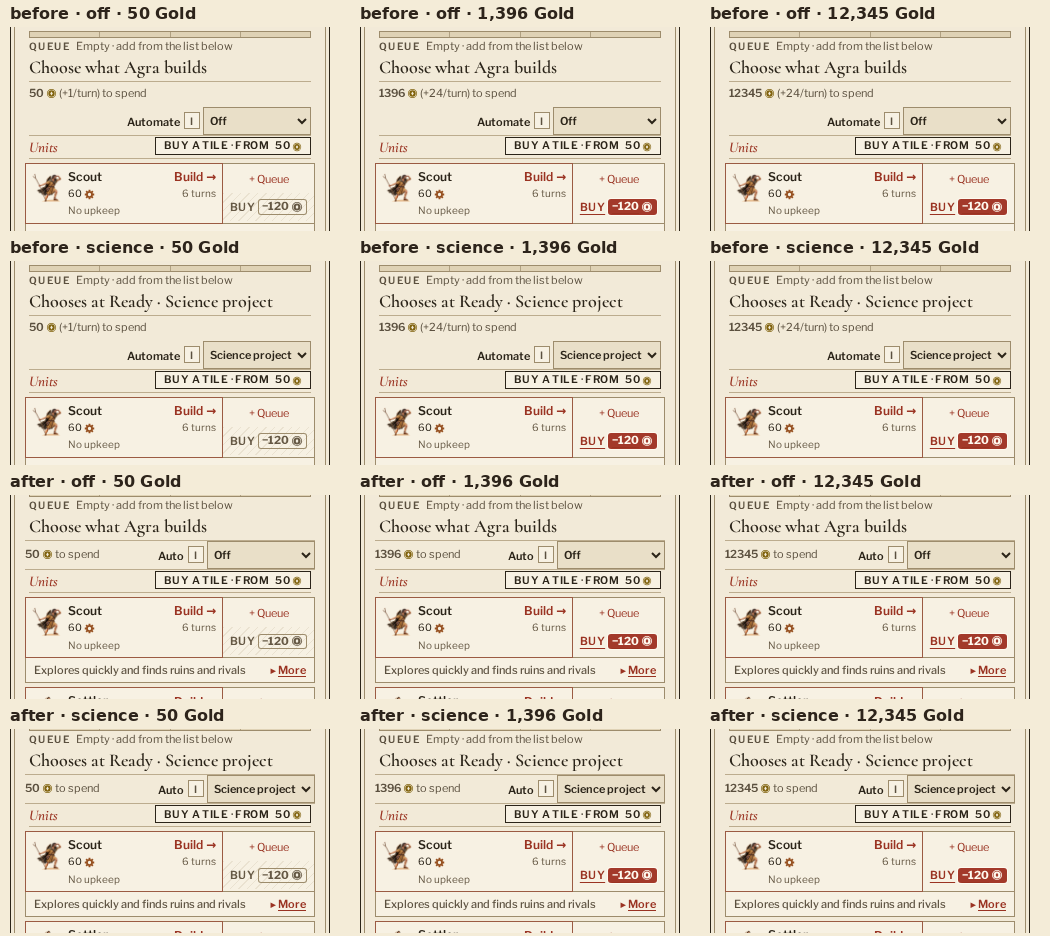 before · off · 50 Gold
QUEUE Empty · add from the list below
Choose what Agra builds
50 (+1/turn) to spend
Automate I Off
Units BUY A TILE · FROM 50
Scout Build → + Queue
60 6 turns
No upkeep BUY −120
before · off · 1,396 Gold
QUEUE Empty · add from the list below
Choose what Agra builds
1396 (+24/turn) to spend
Automate I Off
Units BUY A TILE · FROM 50
Scout Build → + Queue
60 6 turns
No upkeep BUY −120
before · off · 12,345 Gold
QUEUE Empty · add from the list below
Choose what Agra builds
12345 (+24/turn) to spend
Automate I Off
Units BUY A TILE · FROM 50
Scout Build → + Queue
60 6 turns
No upkeep BUY −120
before · science · 50 Gold
QUEUE Empty · add from the list below
Chooses at Ready · Science project
50 (+1/turn) to spend
Automate I Science project
Units BUY A TILE · FROM 50
Scout Build → + Queue
60 6 turns
No upkeep BUY −120
before · science · 1,396 Gold
QUEUE Empty · add from the list below
Chooses at Ready · Science project
1396 (+24/turn) to spend
Automate I Science project
Units BUY A TILE · FROM 50
Scout Build → + Queue
60 6 turns
No upkeep BUY −120
before · science · 12,345 Gold
QUEUE Empty · add from the list below
Chooses at Ready · Science project
12345 (+24/turn) to spend
Automate I Science project
Units BUY A TILE · FROM 50
Scout Build → + Queue
60 6 turns
No upkeep BUY −120
after · off · 50 Gold
QUEUE Empty · add from the list below
Choose what Agra builds
50 to spend Auto I Off
Units BUY A TILE · FROM 50
Scout Build → + Queue
60 6 turns
No upkeep BUY −120
Explores quickly and finds ruins and rivals ▸ More
after · off · 1,396 Gold
QUEUE Empty · add from the list below
Choose what Agra builds
1396 to spend Auto I Off
Units BUY A TILE · FROM 50
Scout Build → + Queue
60 6 turns
No upkeep BUY −120
Explores quickly and finds ruins and rivals ▸ More
after · off · 12,345 Gold
QUEUE Empty · add from the list below
Choose what Agra builds
12345 to spend Auto I Off
Units BUY A TILE · FROM 50
Scout Build → + Queue
60 6 turns
No upkeep BUY −120
Explores quickly and finds ruins and rivals ▸ More
after · science · 50 Gold
QUEUE Empty · add from the list below
Chooses at Ready · Science project
50 to spend Auto I Science project
Units BUY A TILE · FROM 50
Scout Build → + Queue
60 6 turns
No upkeep BUY −120
Explores quickly and finds ruins and rivals ▸ More
after · science · 1,396 Gold
QUEUE Empty · add from the list below
Chooses at Ready · Science project
1396 to spend Auto I Science project
Units BUY A TILE · FROM 50
Scout Build → + Queue
60 6 turns
No upkeep BUY −120
Explores quickly and finds ruins and rivals ▸ More
after · science · 12,345 Gold
QUEUE Empty · add from the list below
Chooses at Ready · Science project
12345 to spend Auto I Science project
Units BUY A TILE · FROM 50
Scout Build → + Queue
60 6 turns
No upkeep BUY −120
Explores quickly and finds ruins and rivals ▸ More